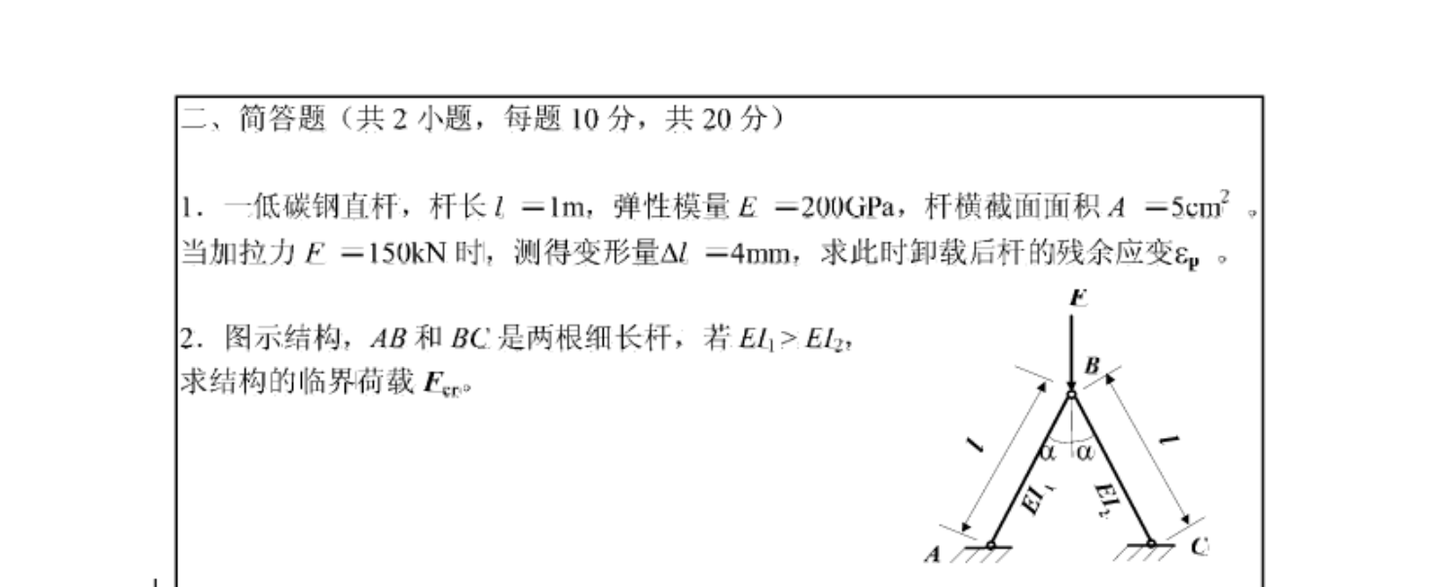 二、简答题（共 2 小题，每题 10 分，共 20 分）
1．一低碳钢直杆，杆长 l =1m，弹性模量 E =200GPa，杆横截面面积 A =5cm²。
当加拉力 F =150kN 时，测得变形量Δl =4mm，求此时卸载后杆的残余应变εp 。
2．图示结构，AB 和 BC 是两根细长杆，若 EI₁> EI₂，
求结构的临界荷载 Fcr。
F
B
l
l
α
α
EI₁
EI₂
A
C